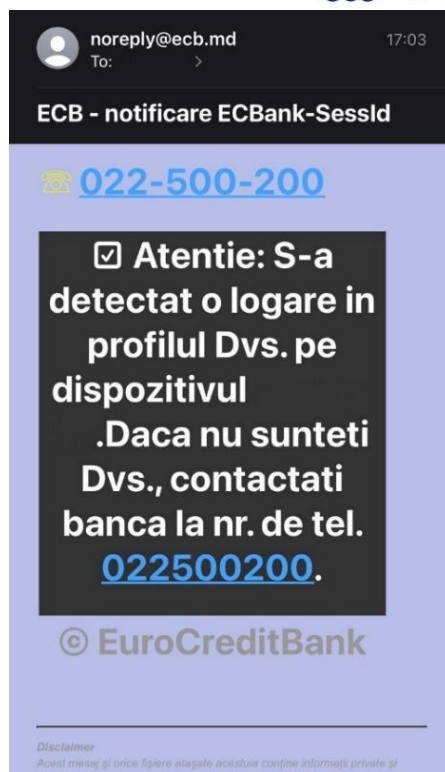 noreply@ecb.md
17:03
To: >
ECB - notificare ECBank-SessId
☏ 022-500-200
☑ Atentie: S-a
detectat o logare in
profilul Dvs. pe
dispozitivul
.Daca nu sunteti
Dvs., contactati
banca la nr. de tel.
022500200.
© EuroCreditBank
Disclaimer
Acest mesaj și orice fișiere atașate acestuia conține informații private și